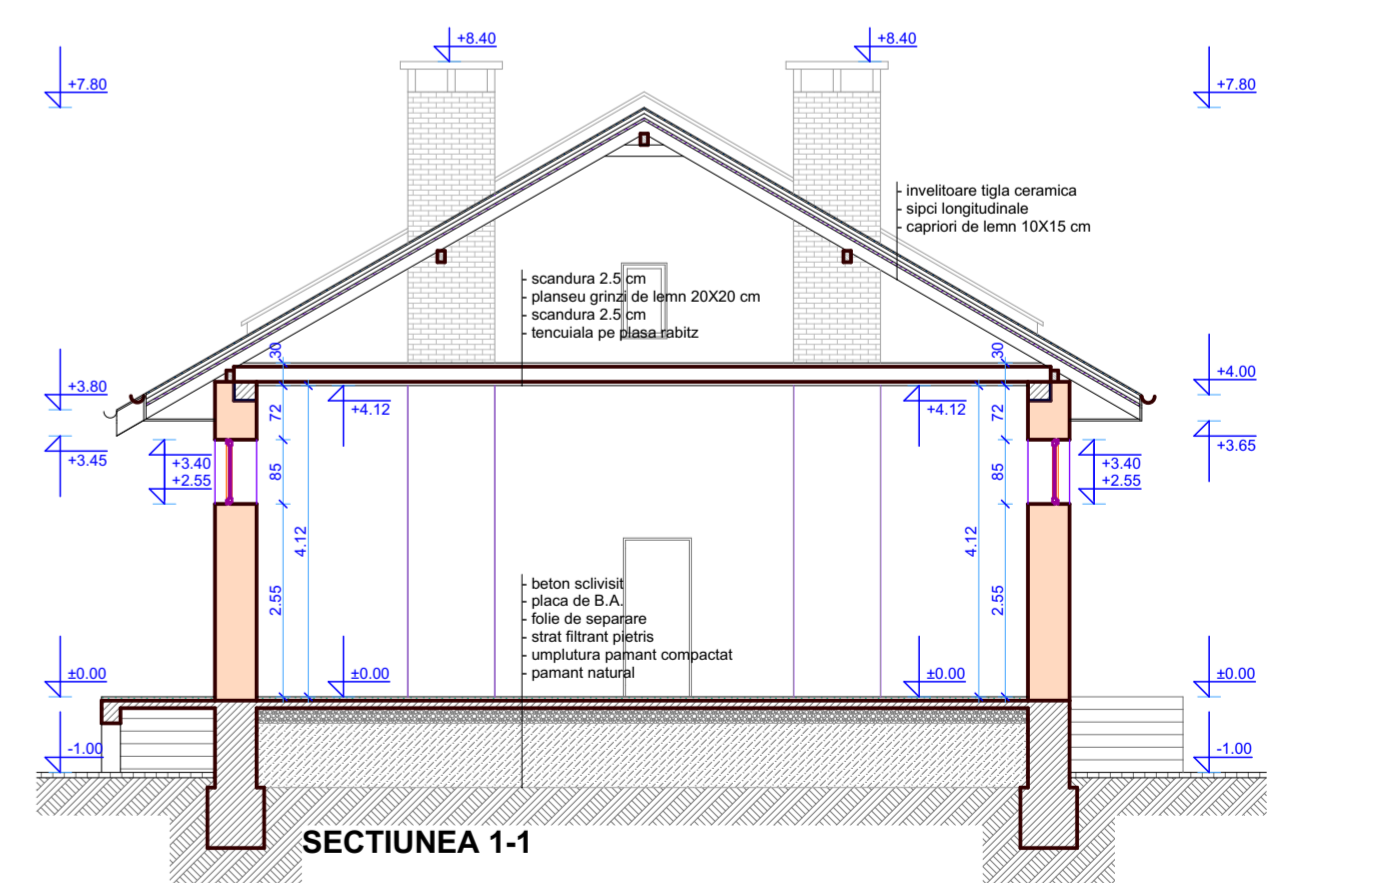 +8.40
+8.40
+7.80
+7.80
- invelitoare tigla ceramica
- sipci longitudinale
- capriori de lemn 10X15 cm
- scandura 2.5 cm
- planseu grinzi de lemn 20X20 cm
- scandura 2.5 cm
- tencuiala pe plasa rabitz
30
30
+3.80
+4.00
72
+4.12
+4.12
72
+3.45
+3.65
+3.40
+2.55
85
85
+3.40
+2.55
4.12
4.12
2.55
2.55
- beton sclivisit
- placa de B.A.
- folie de separare
- strat filtrant pietris
- umplutura pamant compactat
- pamant natural
±0.00
±0.00
±0.00
±0.00
-1.00
-1.00
SECTIUNEA 1-1